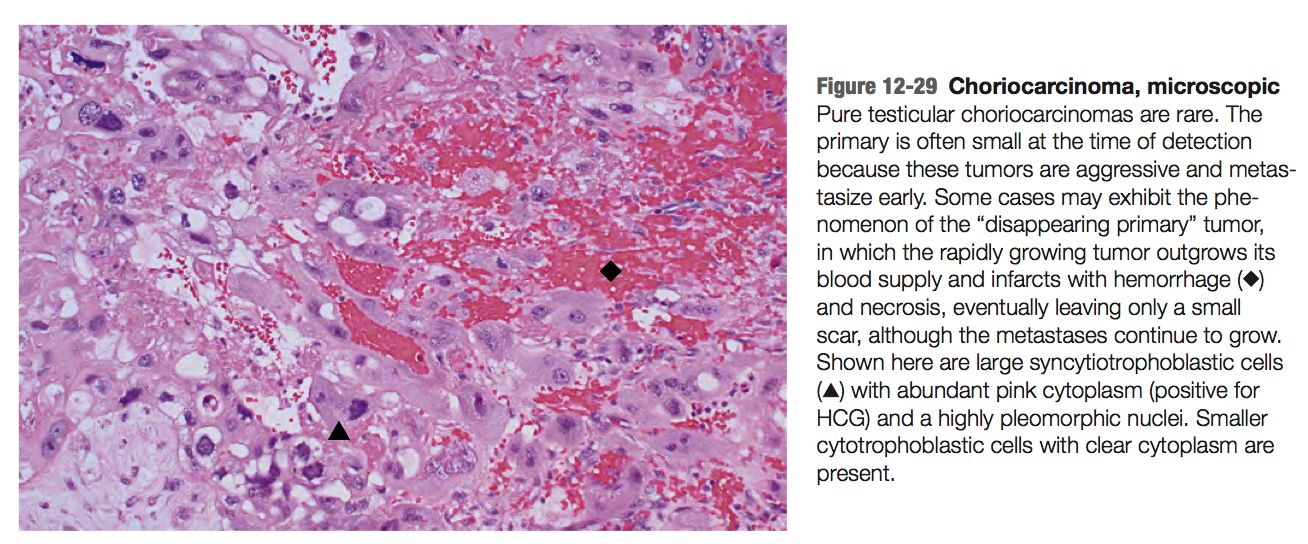 Figure 12-29 Choriocarcinoma, microscopic
Pure testicular choriocarcinomas are rare. The
primary is often small at the time of detection
because these tumors are aggressive and metas-
tasize early. Some cases may exhibit the phe-
nomenon of the “disappearing primary” tumor,
in which the rapidly growing tumor outgrows its
blood supply and infarcts with hemorrhage (◆)
and necrosis, eventually leaving only a small
scar, although the metastases continue to grow.
Shown here are large syncytiotrophoblastic cells
(▲) with abundant pink cytoplasm (positive for
HCG) and a highly pleomorphic nuclei. Smaller
cytotrophoblastic cells with clear cytoplasm are
present.